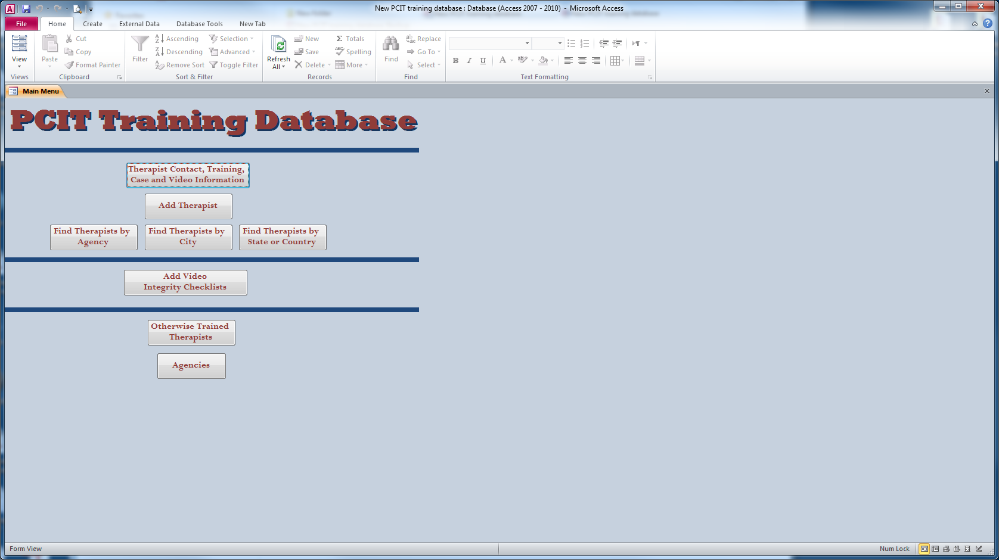 New PCIT training database : Database (Access 2007 - 2010) - Microsoft Access
File Home Create External Data Database Tools New Tab
View
Views
Paste
Cut
Copy
Format Painter
Clipboard
Filter
Ascending
Descending
Remove Sort
Selection
Advanced
Toggle Filter
Sort & Filter
Refresh
All
New
Save
Delete
Totals
Spelling
More
Records
Find
Replace
Go To
Select
Find
B I U A
Text Formatting
Main Menu
PCIT Training Database
Therapist Contact, Training,
Case and Video Information
Add Therapist
Find Therapists by
Agency
Find Therapists by
City
Find Therapists by
State or Country
Add Video
Integrity Checklists
Otherwise Trained
Therapists
Agencies
Form View
Num Lock